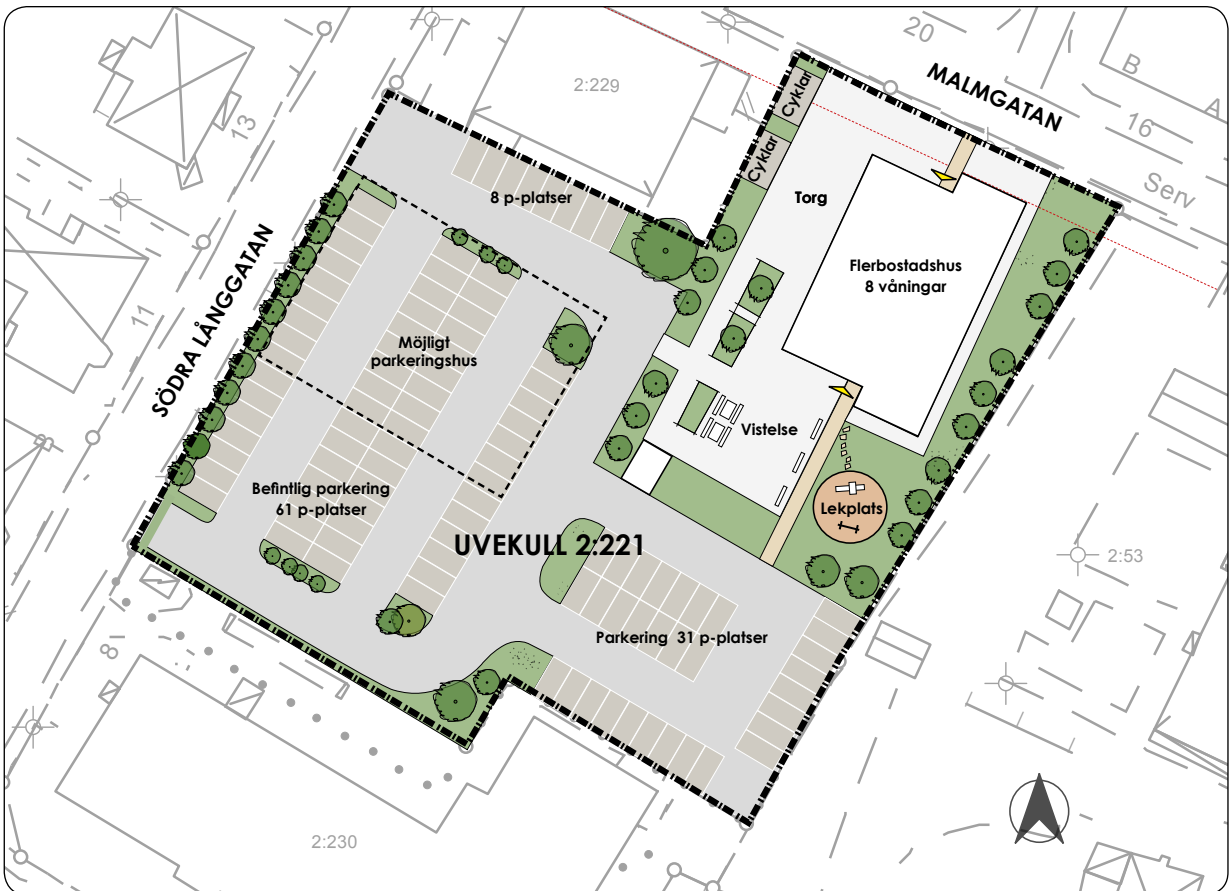 20
MALMGATAN
B
A
16
Serv
2:229
Cyklar
Cyklar
13
8 p-platser
Torg
Flerbostadshus
8 våningar
SÖDRA LÅNGGATAN
11
Möjligt
parkeringshus
Vistelse
Befintlig parkering
61 p-platser
Lekplats
UVEKULL 2:221
2:53
Parkering 31 p-platser
8
2:230